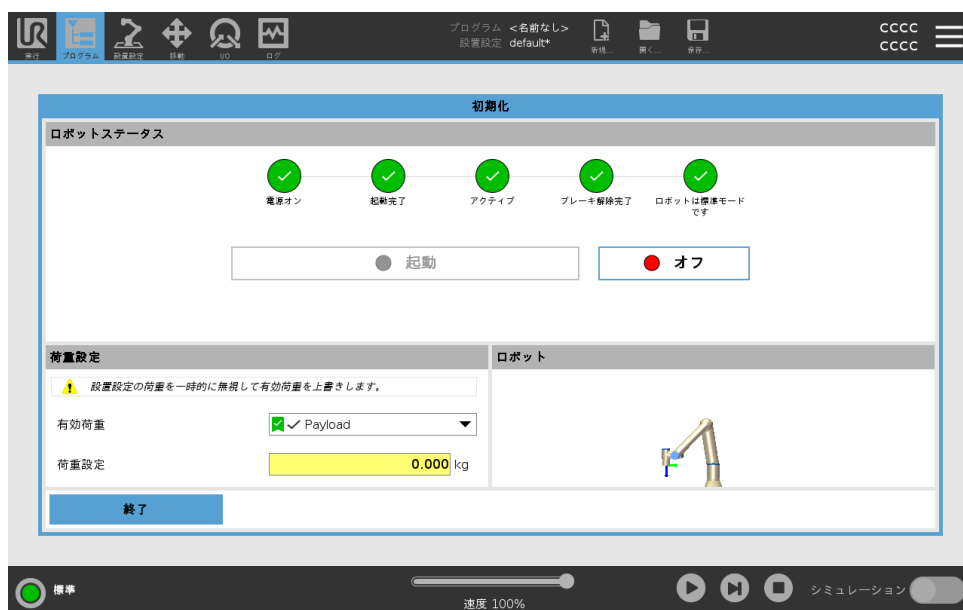 プログラム <名前なし>
設置設定 default*
cccc
cccc
実行
プログラム
設置設定
移動
I/O
ログ
新規...
開く...
保存...
初期化
ロボットステータス
電源オン
起動完了
アクティブ
ブレーキ解除完了
ロボットは標準モード
です
起動
オフ
荷重設定
ロボット
設置設定の荷重を一時的に無視して有効荷重を上書きします。
有効荷重
Payload
荷重設定
0.000 kg
終了
標準
速度 100%
シミュレーション